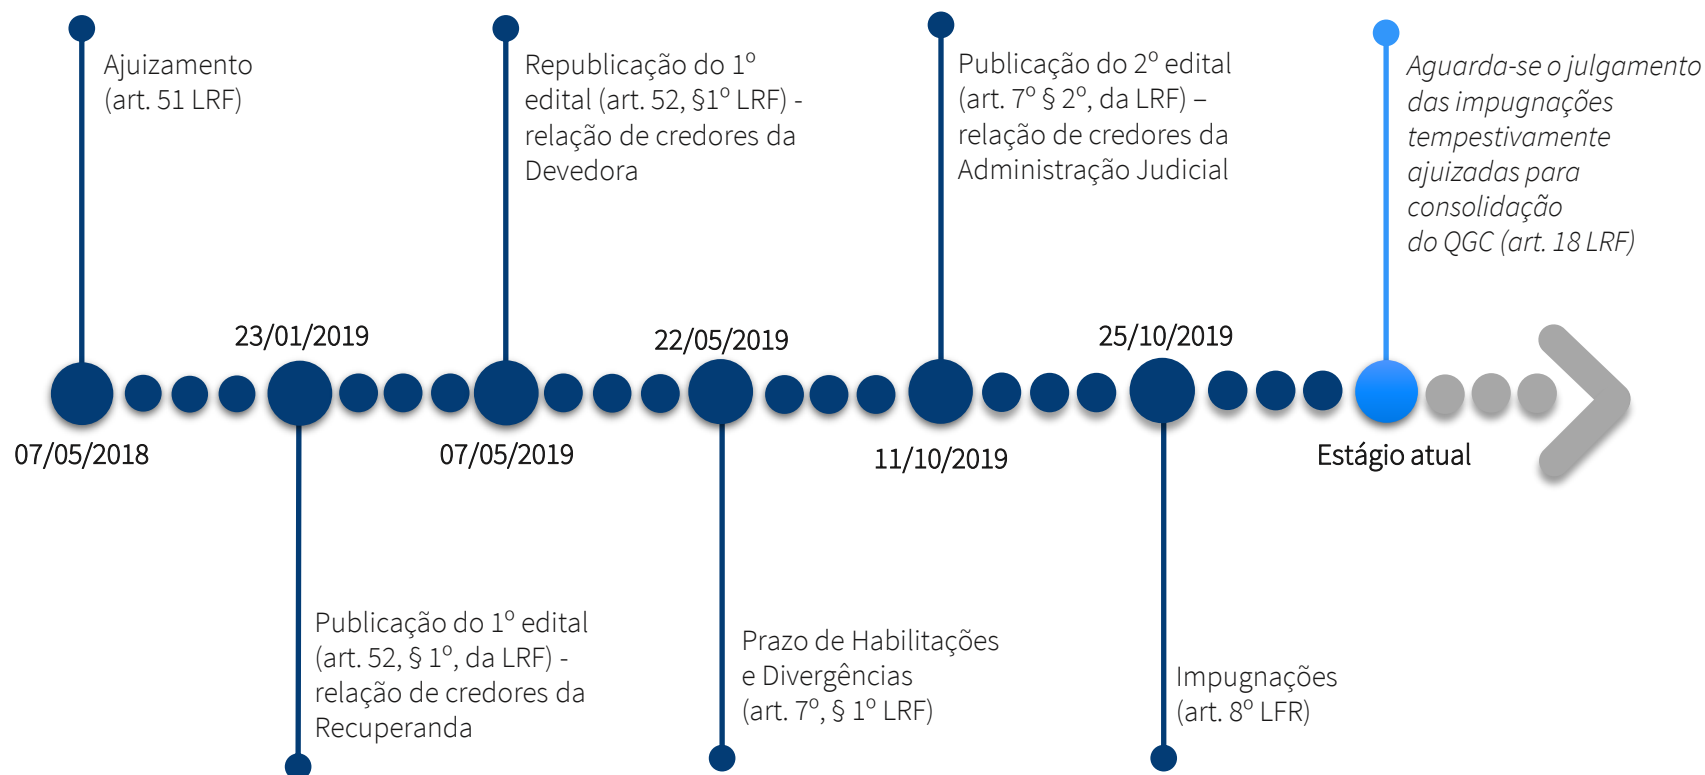 Ajuizamento
(art. 51 LRF)
07/05/2018
23/01/2019
Publicação do 1º edital
(art. 52, § 1º, da LRF) -
relação de credores da
Recuperanda
Republicação do 1º
edital (art. 52, §1º LRF) -
relação de credores da
Devedora
07/05/2019
22/05/2019
Prazo de Habilitações
e Divergências
(art. 7º, § 1º LRF)
Publicação do 2º edital
(art. 7º § 2º, da LRF) –
relação de credores da
Administração Judicial
11/10/2019
25/10/2019
Impugnações
(art. 8º LFR)
Aguarda-se o julgamento
das impugnações
tempestivamente
ajuizadas para
consolidação
do QGC (art. 18 LRF)
Estágio atual